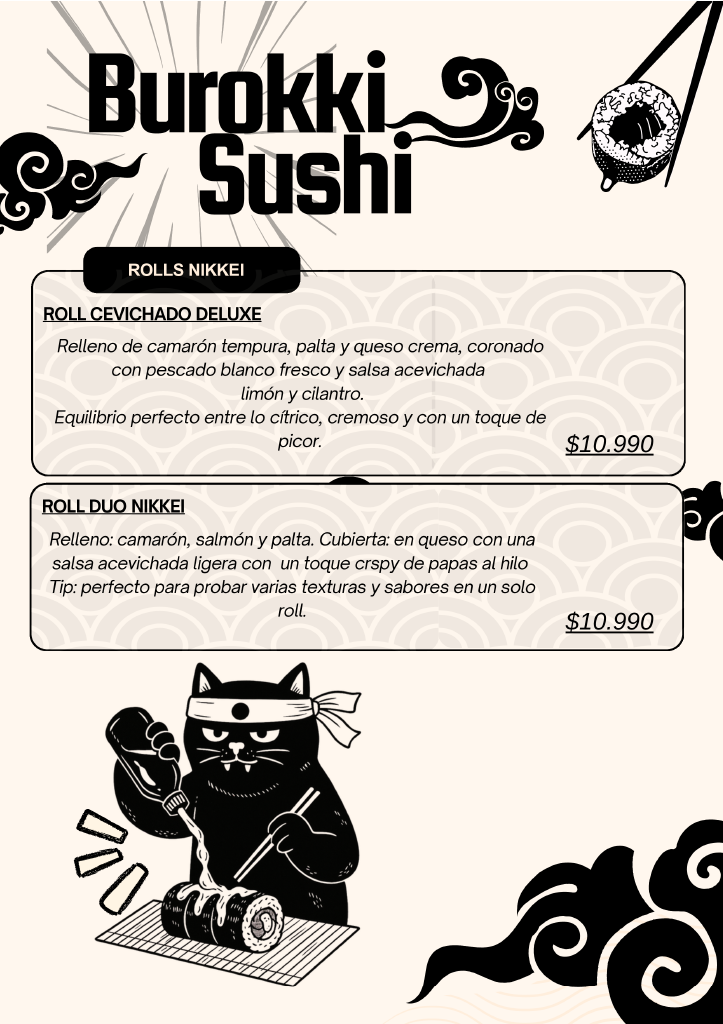 Burokki
Sushi
ROLLS NIKKEI
ROLL CEVICHADO DELUXE
Relleno de camarón tempura, palta y queso crema, coronado
con pescado blanco fresco y salsa acevichada
limón y cilantro.
Equilibrio perfecto entre lo cítrico, cremoso y con un toque de
picor.
$10.990
ROLL DUO NIKKEI
Relleno: camarón, salmón y palta. Cubierta: en queso con una
salsa acevichada ligera con  un toque crspy de papas al hilo
Tip: perfecto para probar varias texturas y sabores en un solo
roll.
$10.990